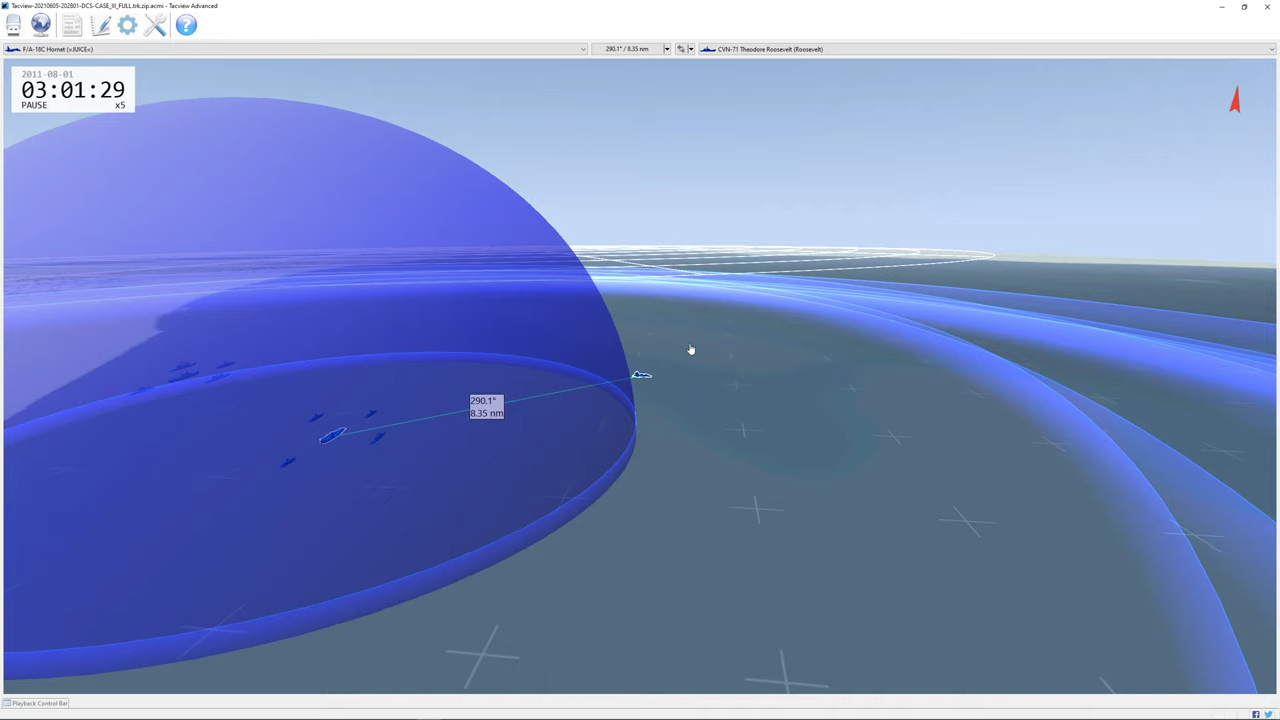 Tacview-20210605-202801-DCS-CASE_III_FULL.trk.zip.acmi - Tacview Advanced
F/A-18C Hornet (=JUICE=)
290.1° / 8.35 nm
CVN-71 Theodore Roosevelt (Roosevelt)
2011-08-01
03:01:29
PAUSE x5
290.1°
8.35 nm
Playback Control Bar